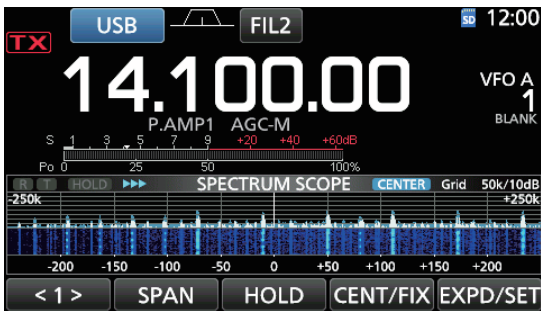 USB FIL2 SD 12:00
TX
14.100.00 VFO A
1
P.AMP1 AGC-M BLANK
S 1 3 5 7 9 +20 +40 +60dB
Po 0 25 50 100%
R T HOLD SPECTRUM SCOPE CENTER Grid 50k/10dB
-250k +250k
-200 -150 -100 -50 0 +50 +100 +150 +200
< 1 > SPAN HOLD CENT/FIX EXPD/SET